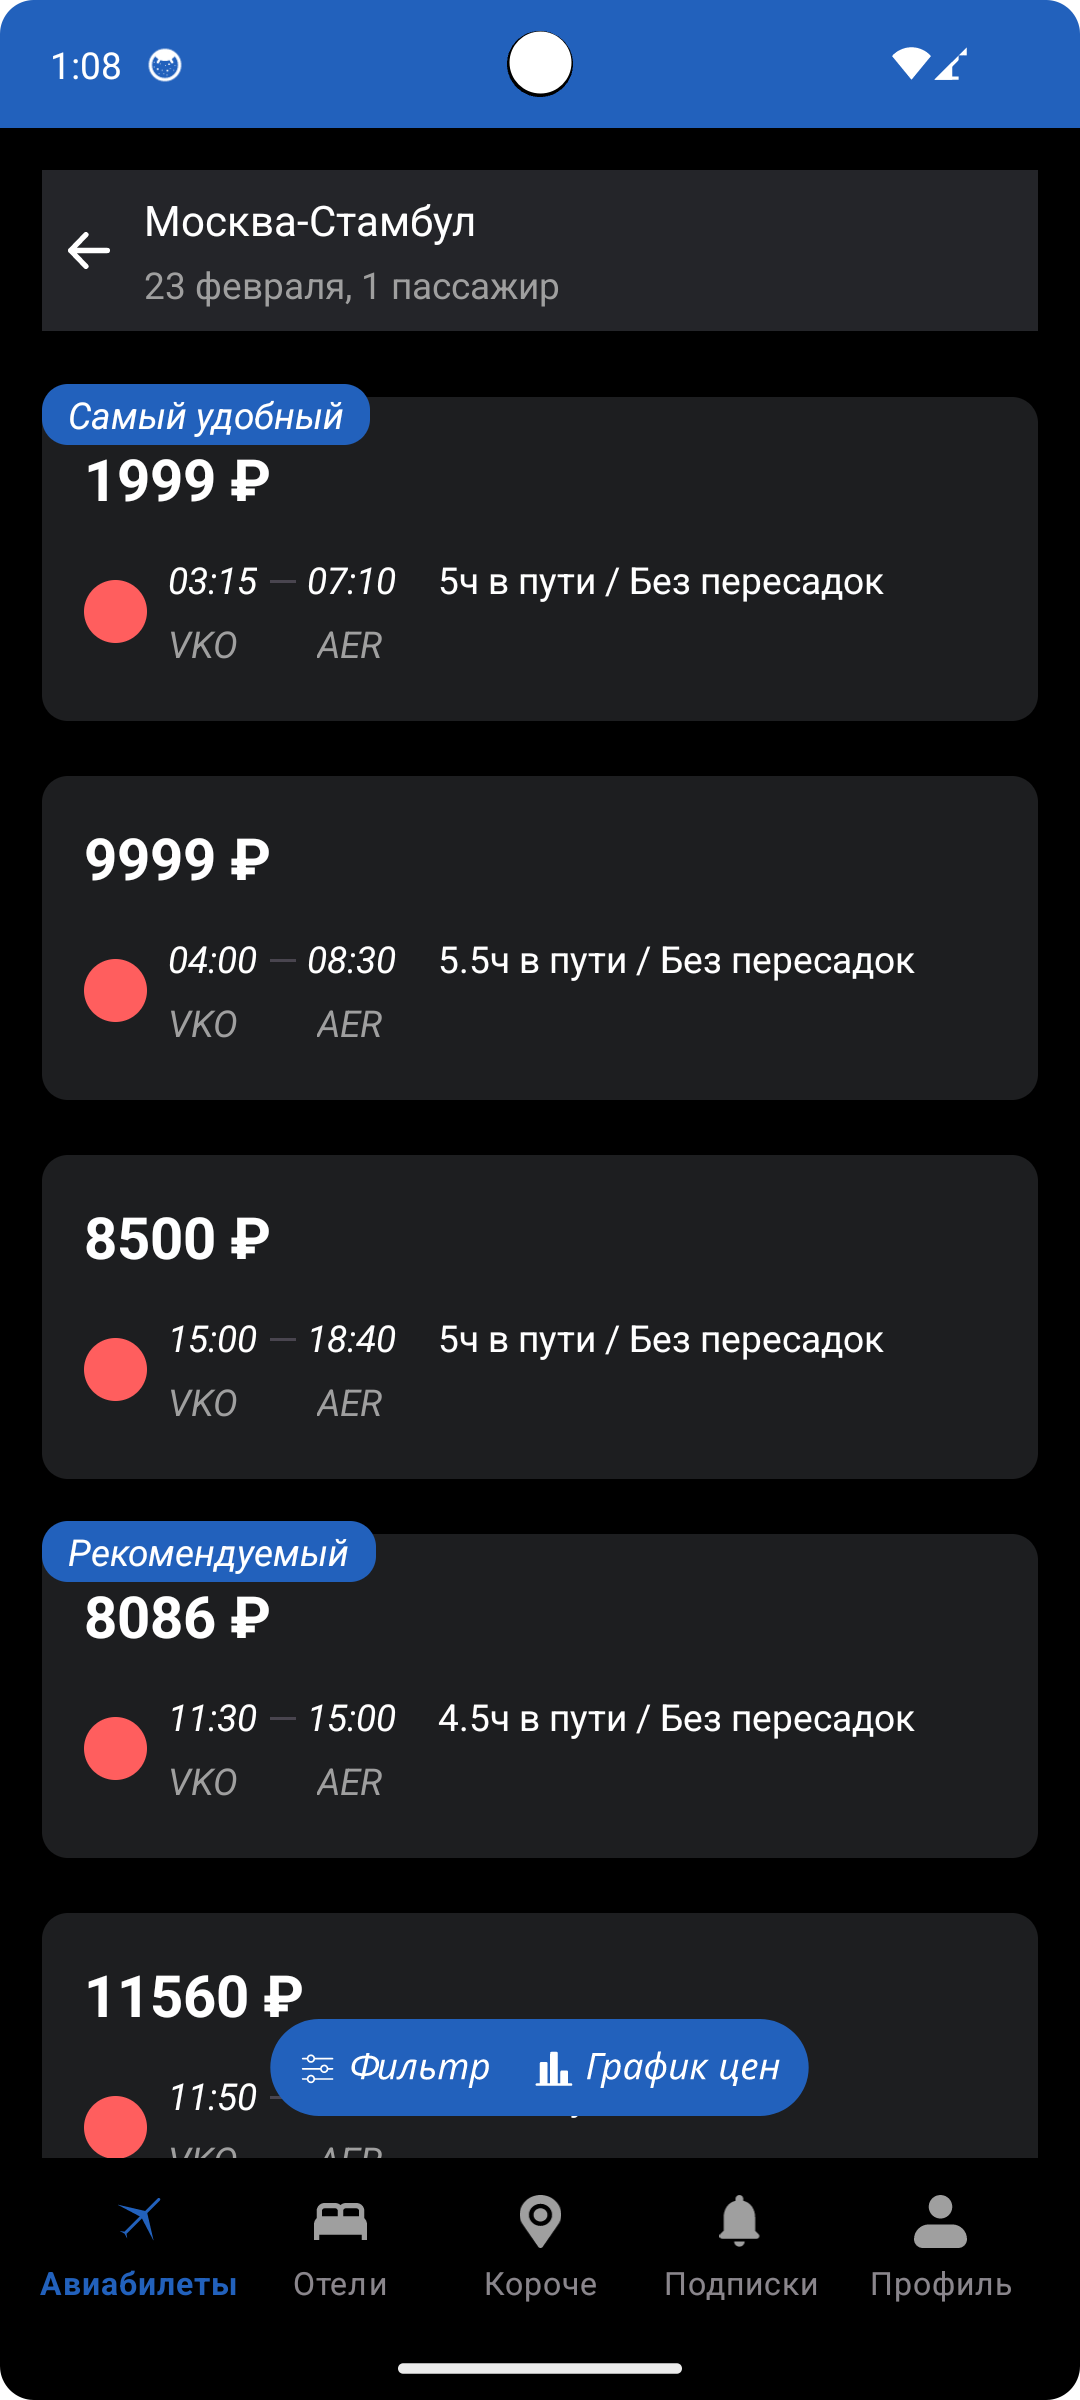 1:08
Москва-Стамбул
23 февраля, 1 пассажир
Самый удобный
1999 ₽
03:15 — 07:10 5ч в пути / Без пересадок
VKO AER
9999 ₽
04:00 — 08:30 5.5ч в пути / Без пересадок
VKO AER
8500 ₽
15:00 — 18:40 5ч в пути / Без пересадок
VKO AER
Рекомендуемый
8086 ₽
11:30 — 15:00 4.5ч в пути / Без пересадок
VKO AER
11560 ₽
Фильтр График цен
11:50
VKO AER
Авиабилеты Отели Короче Подписки Профиль